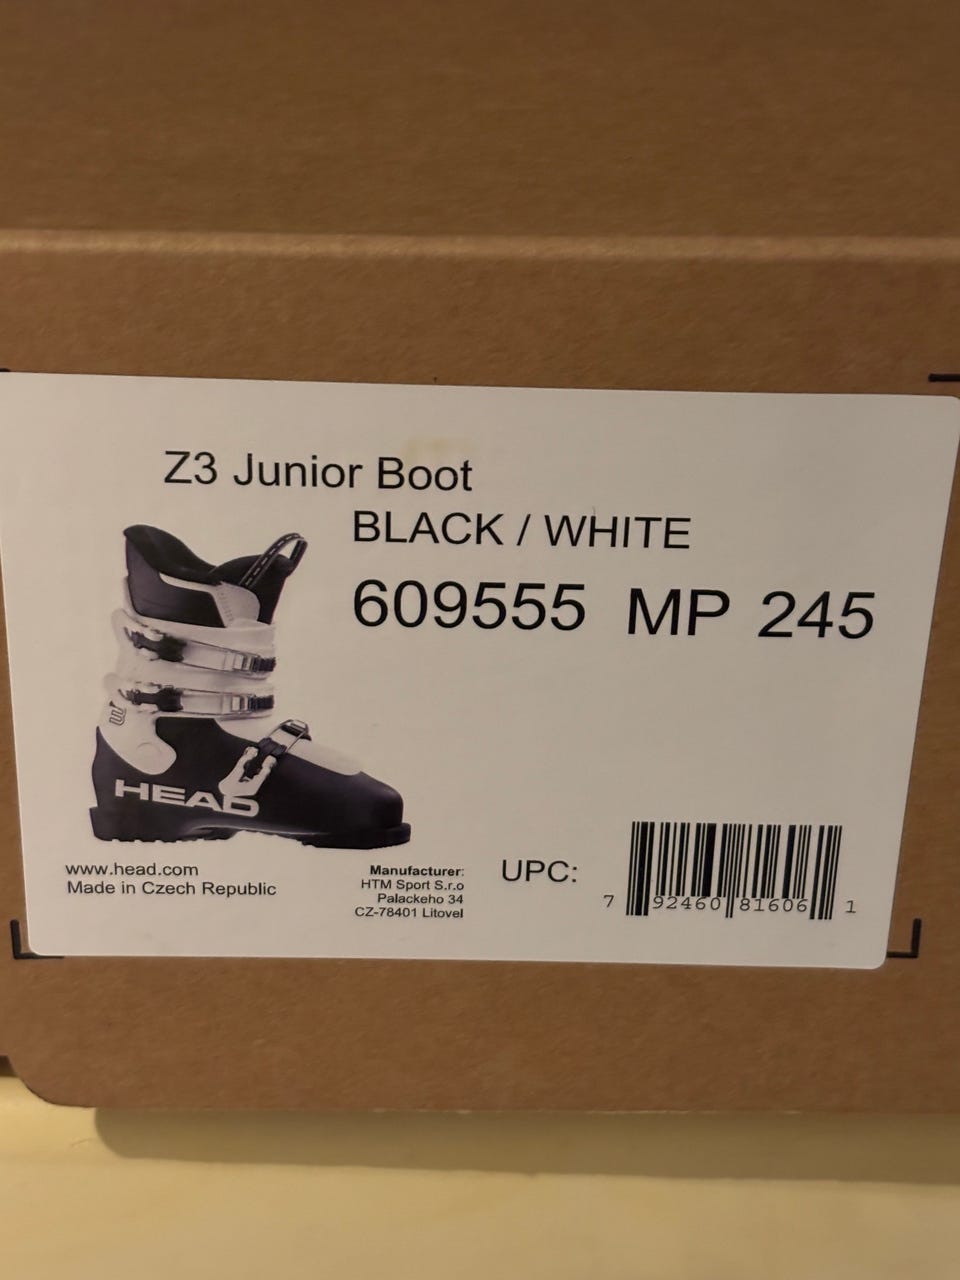 Z3 Junior Boot
BLACK / WHITE
609555 MP 245
HEAD
www.head.com
Made in Czech Republic
Manufacturer:
HTM Sport S.r.o
Palackeho 34
CZ-78401 Litovel
UPC:
7 92460 81606 1